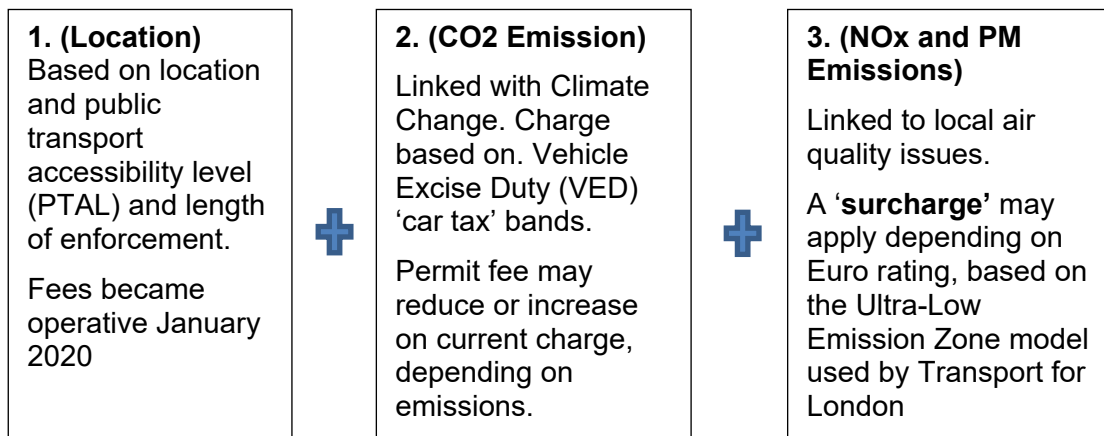 1. (Location)
Based on location
and public
transport
accessibility level
(PTAL) and length
of enforcement.
Fees became
operative January
2020
2. (CO2 Emission)
Linked with Climate
Change. Charge
based on. Vehicle
Excise Duty (VED)
‘car tax’ bands.
Permit fee may
reduce or increase
on current charge,
depending on
emissions.
3. (NOx and PM
Emissions)
Linked to local air
quality issues.
A ‘surcharge’ may
apply depending on
Euro rating, based on
the Ultra-Low
Emission Zone model
used by Transport for
London